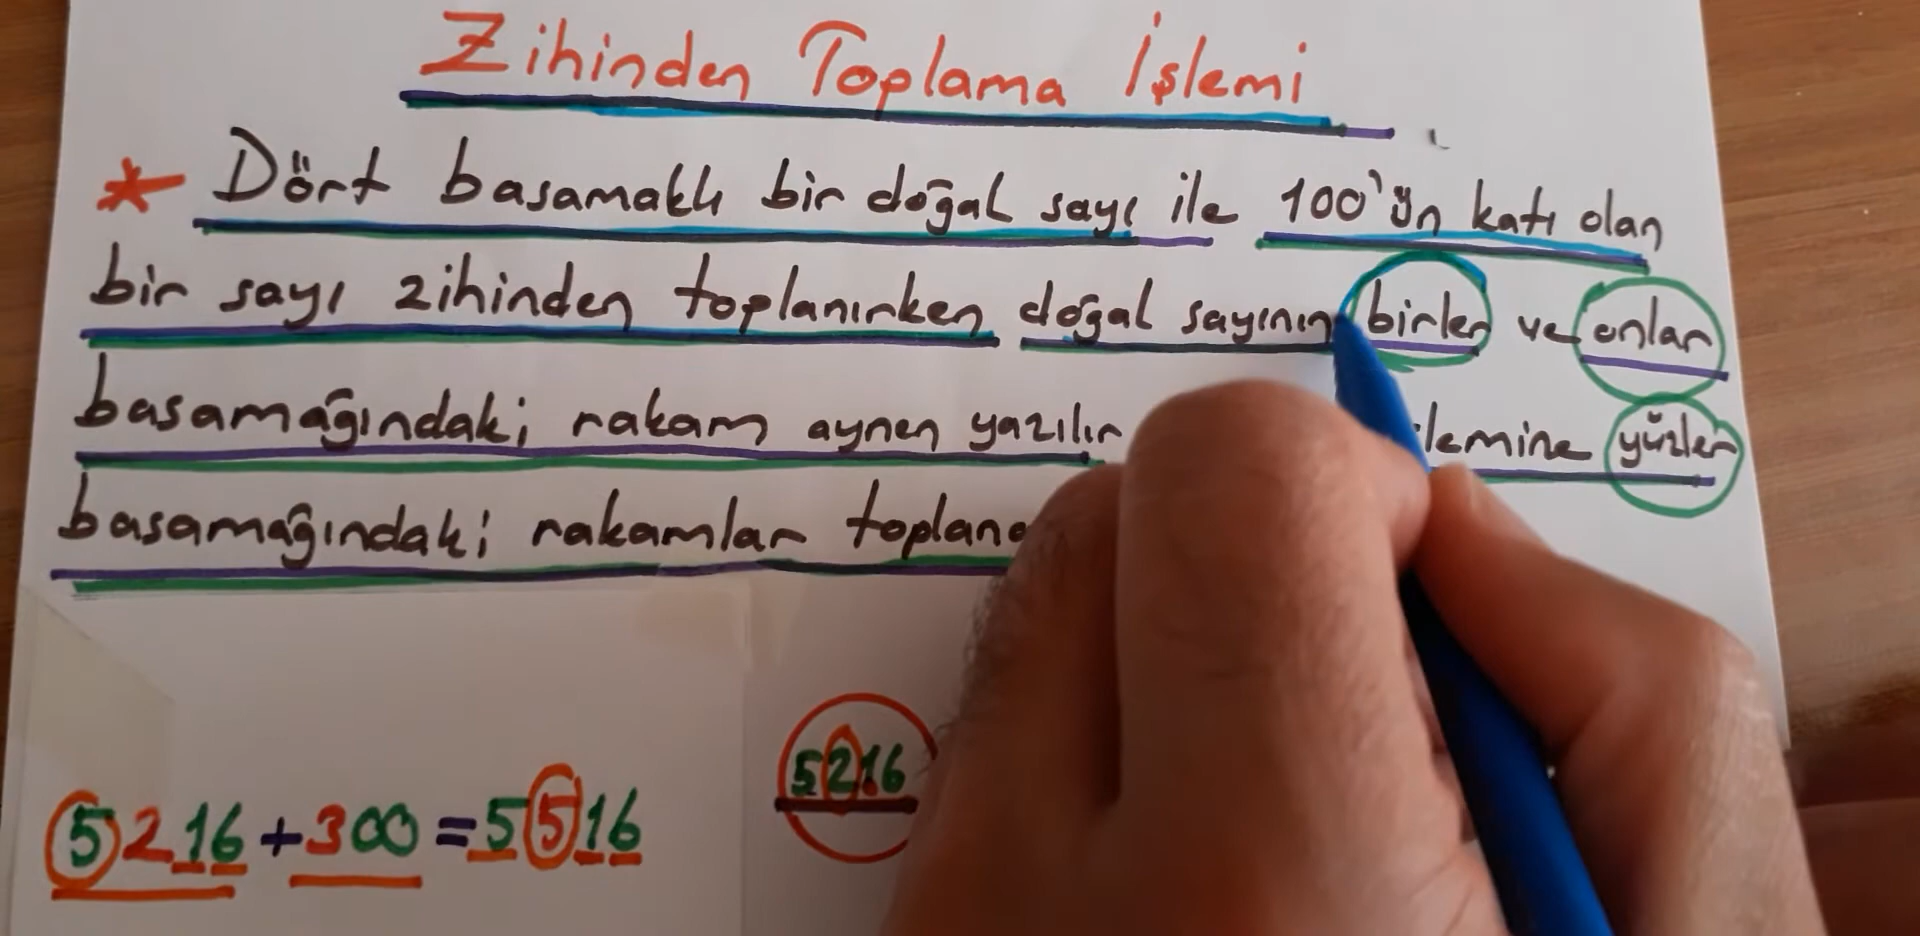 Zihinden Toplama İşlemi
* Dört basamaklı bir doğal sayı ile 100'ün katı olan
bir sayı zihinden toplanırken doğal sayının birler ve onlar
basamağındaki rakam aynen yazılır lemine yüzler
basamağındaki rakamlar
5216
5216+300=5516